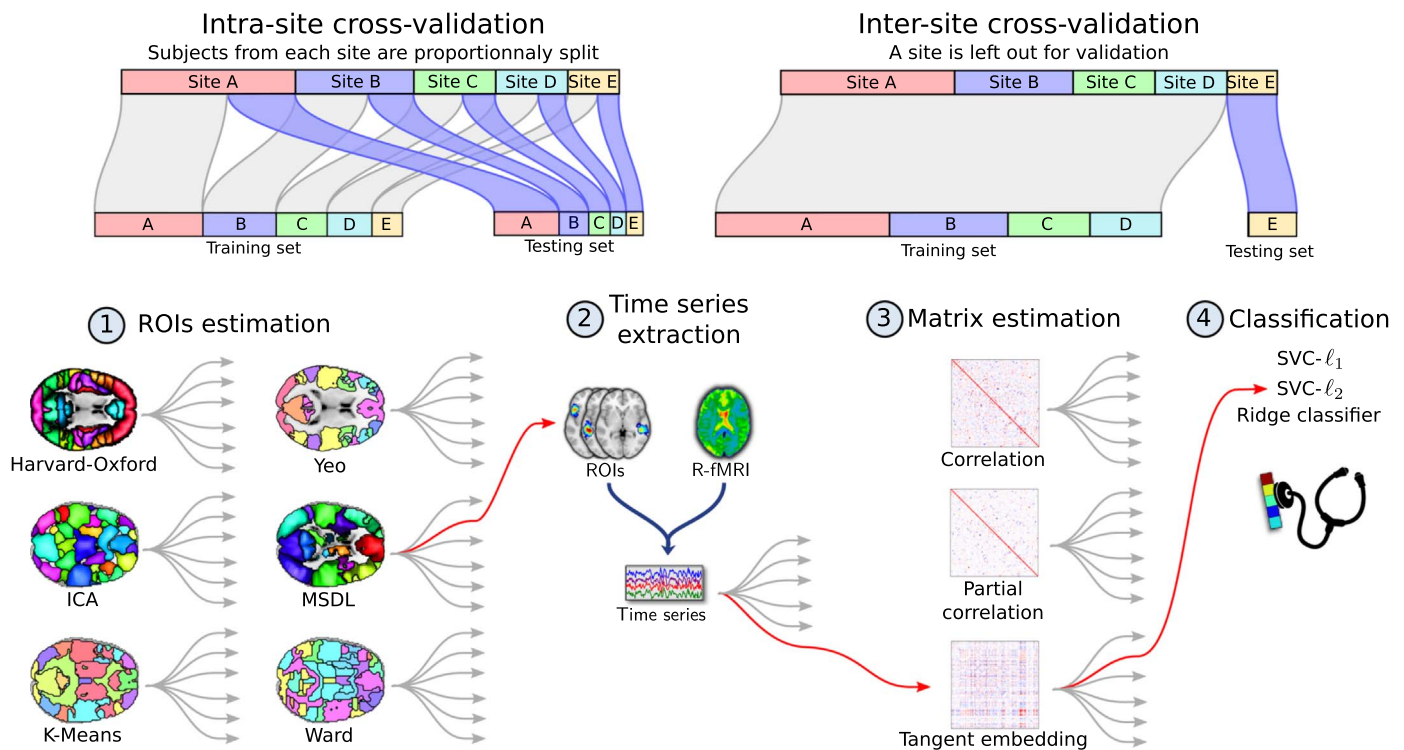 Intra-site cross-validation
Subjects from each site are proportionnaly split
Site A Site B Site C Site D Site E
A B C D E
Training set
A B C D E
Testing set
Inter-site cross-validation
A site is left out for validation
Site A Site B Site C Site D Site E
A B C D
Training set
E
Testing set
1 ROIs estimation
Harvard-Oxford
Yeo
ICA
MSDL
K-Means
Ward
2 Time series
extraction
ROIs
R-fMRI
Time series
3 Matrix estimation
Correlation
Partial
correlation
Tangent embedding
4 Classification
SVC-ℓ1
SVC-ℓ2
Ridge classifier